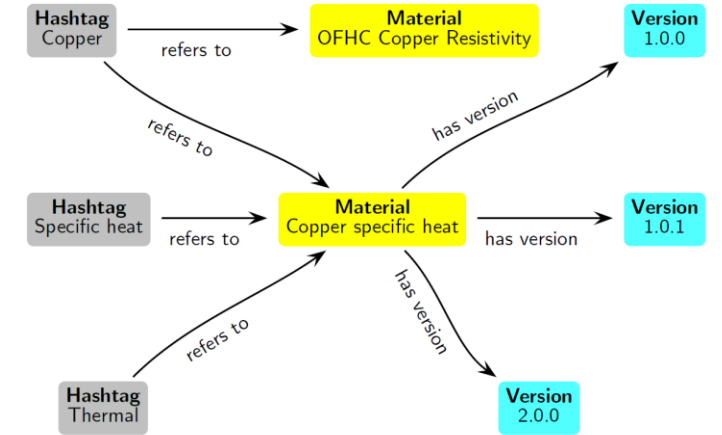 Hashtag
Copper
refers to
Material
OFHC Copper Resistivity
Version
1.0.0
refers to
has version
Hashtag
Specific heat
refers to
Material
Copper specific heat
has version
Version
1.0.1
refers to
has version
Hashtag
Thermal
Version
2.0.0